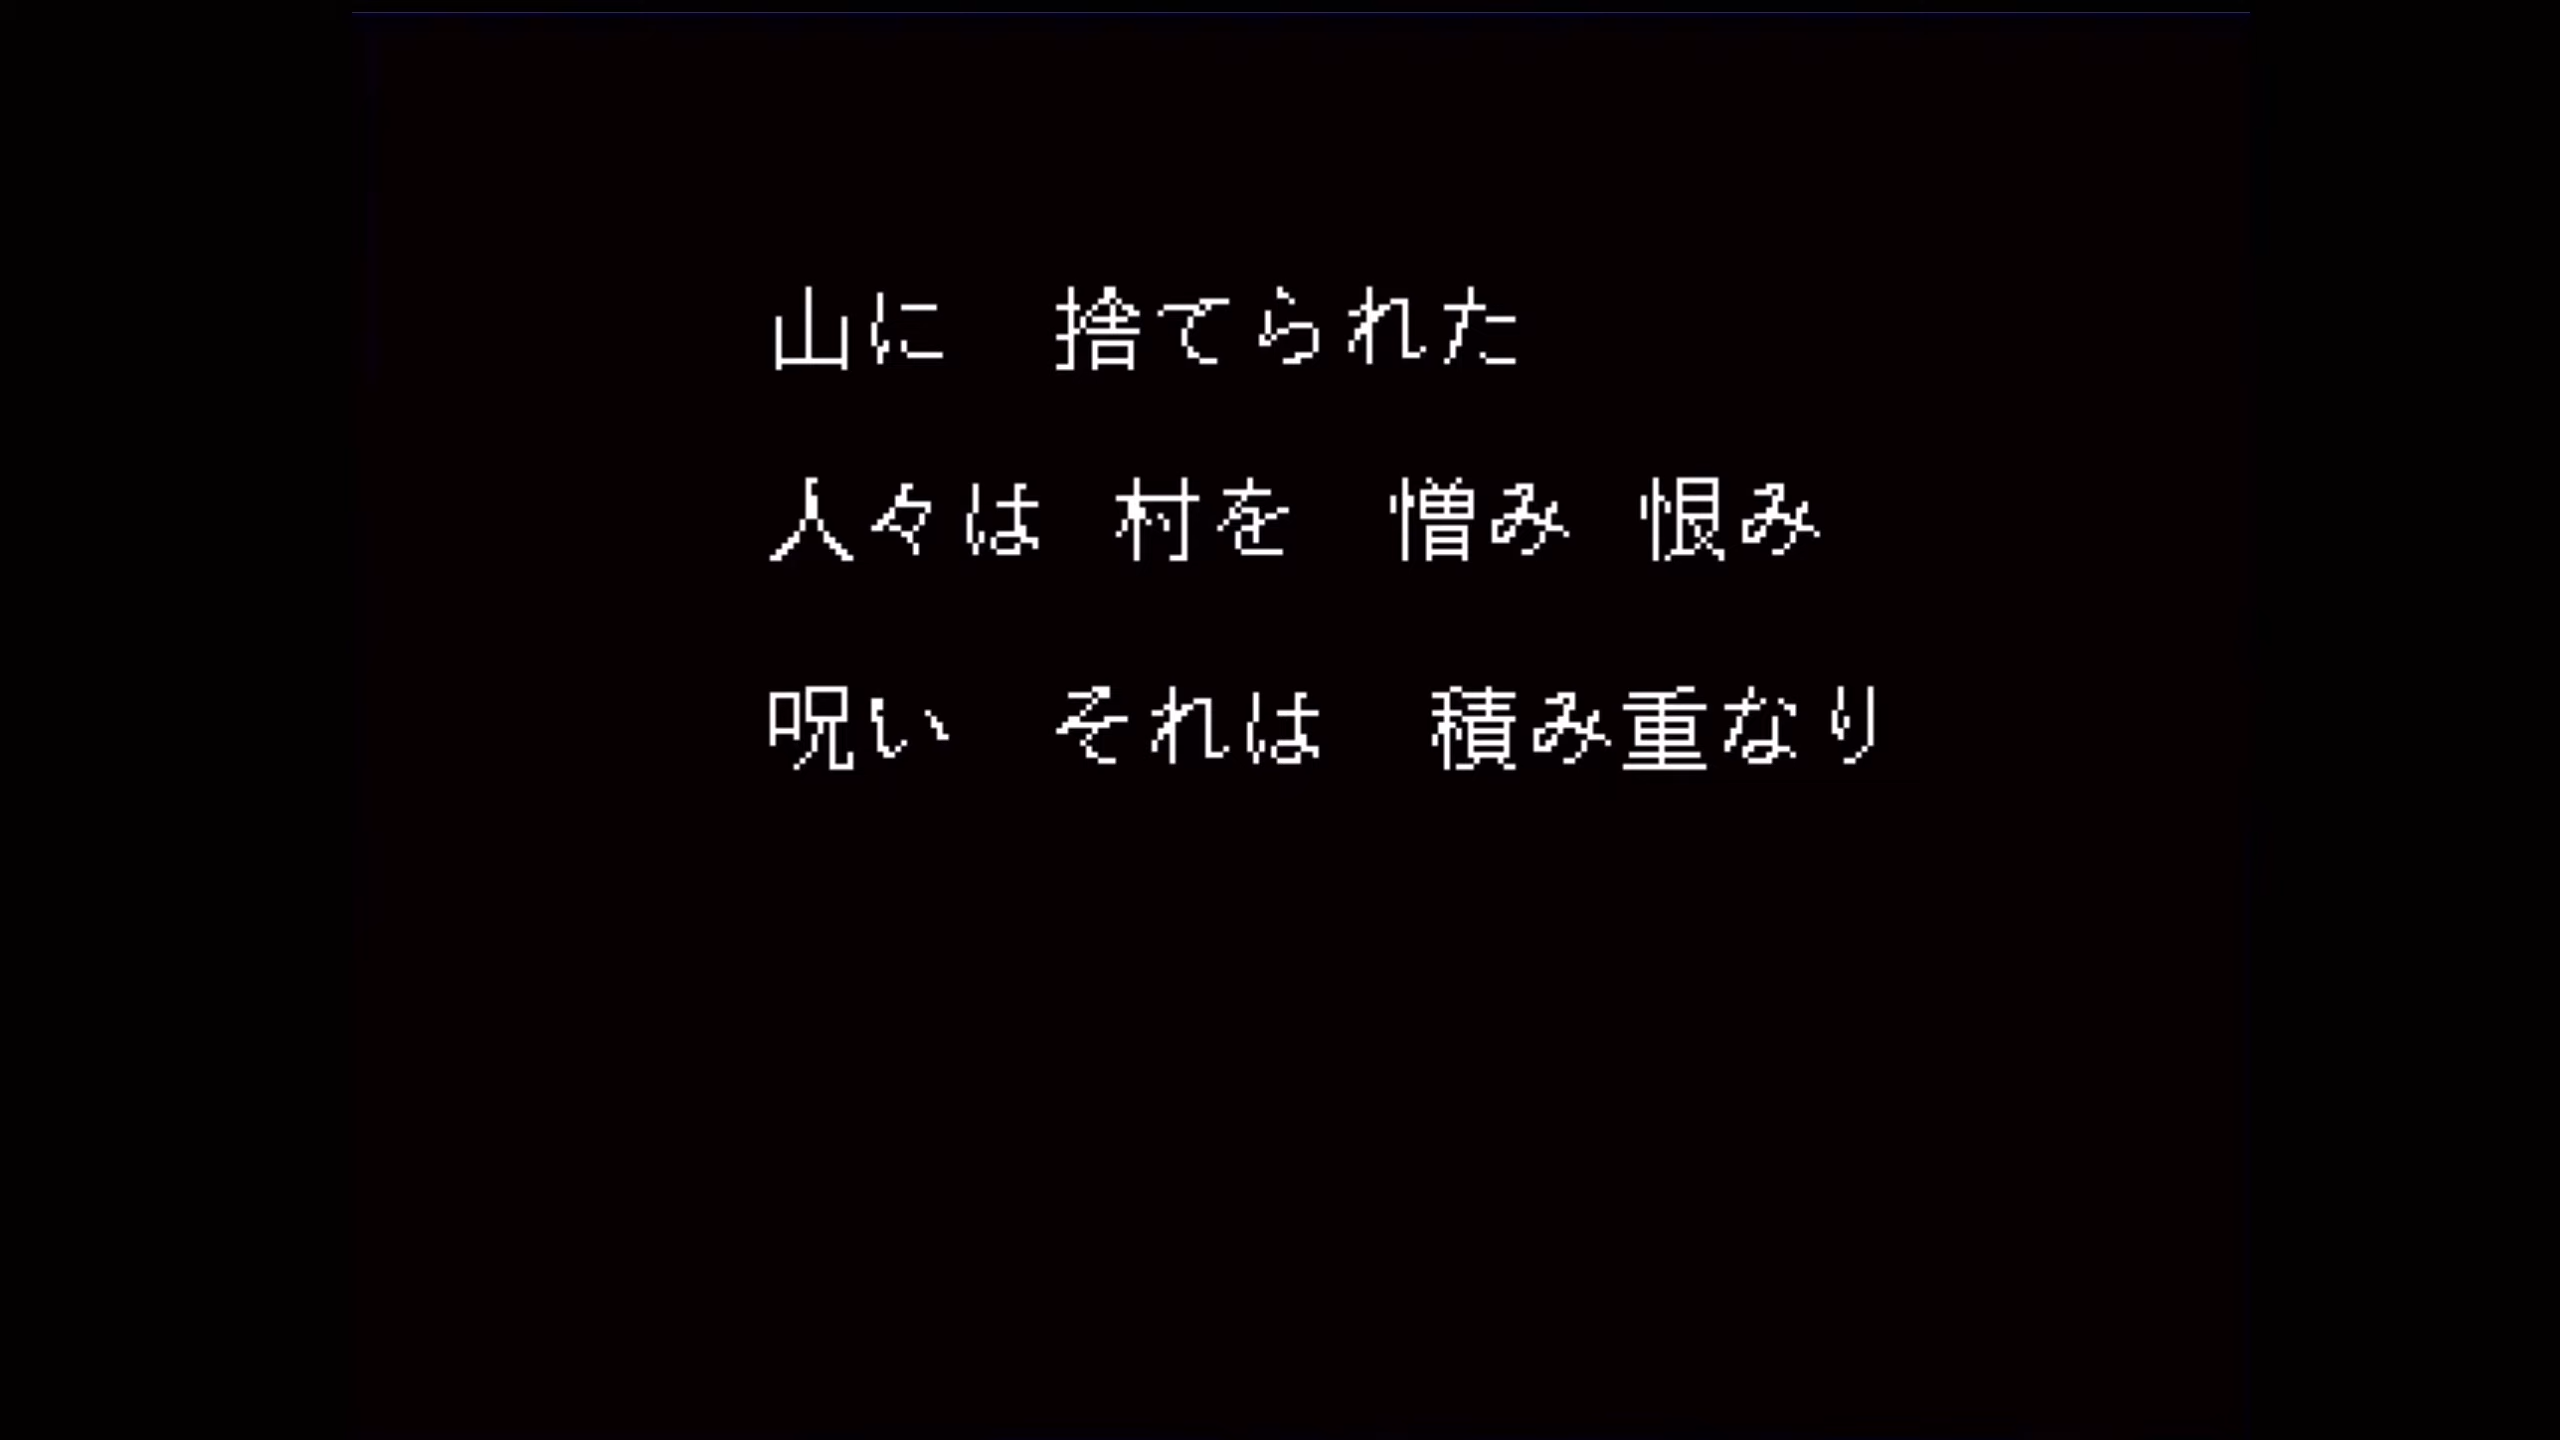 山に　捨てられた
人々は 村を　憎み 恨み
呪い　それは　積み重なり